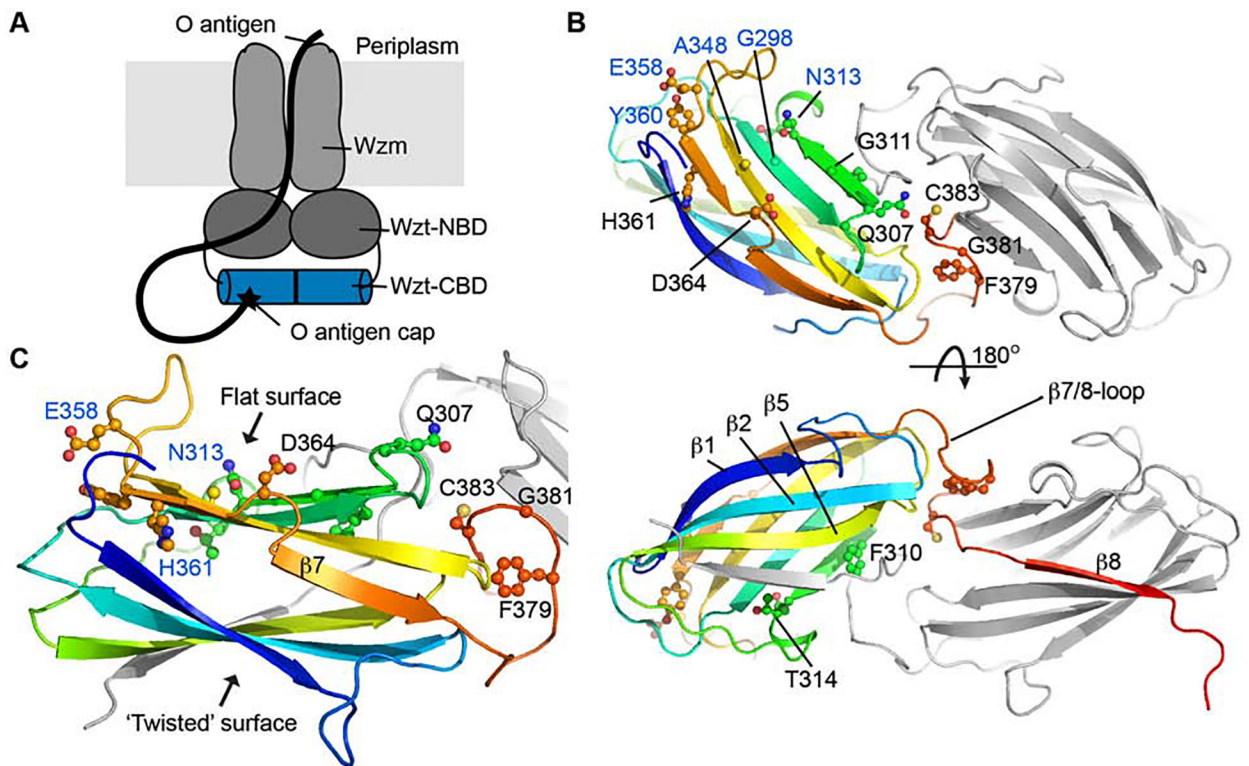 A
O antigen
Periplasm
Wzm
Wzt-NBD
Wzt-CBD
O antigen cap
B
E358
A348
G298
N313
Y360
G311
C383
H361
Q307
G381
D364
F379
180°
β7/8-loop
β5
β2
β1
F310
β8
T314
C
Flat surface
E358
Q307
N313
D364
C383
G381
β7
H361
F379
'Twisted' surface